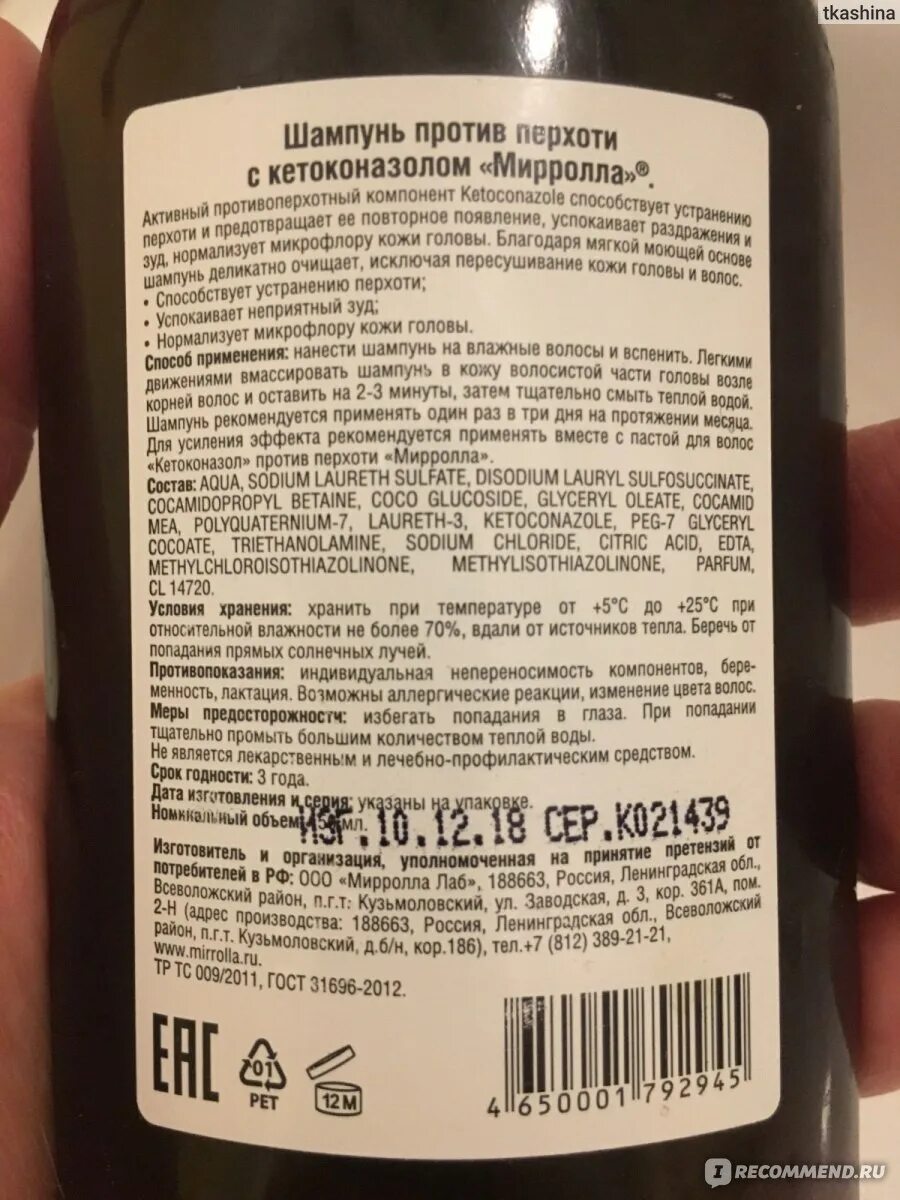 tkashina
Шампунь против перхоти
с кетоконазолом «Мирролла»®.
Активный противоперхотный компонент Ketoconazole способствует устранению
перхоти и предотвращает ее повторное появление, успокаивает раздражения и
зуд, нормализует микрофлору кожи головы. Благодаря мягкой моющей основе
шампунь деликатно очищает, исключая пересушивание кожи головы и волос.
• Способствует устранению перхоти;
• Успокаивает неприятный зуд;
• Нормализует микрофлору кожи головы.
Способ применения: нанести шампунь на влажные волосы и вспенить. Легкими
движениями вмассировать шампунь в кожу волосистой части головы возле
корней волос и оставить на 2-3 минуты, затем тщательно смыть теплой водой.
Шампунь рекомендуется применять один раз в три дня на протяжении месяца.
Для усиления эффекта рекомендуется применять вместе с пастой для волос
«Кетоконазол» против перхоти «Мирролла».
Состав: AQUA, SODIUM LAURETH SULFATE, DISODIUM LAURYL SULFOSUCCINATE,
COCAMIDOPROPYL BETAINE, COCO GLUCOSIDE, GLYCERYL OLEATE, COCAMID
MEA, POLYQUATERNIUM-7, LAURETH-3, KETOCONAZOLE, PEG-7 GLYCERYL
COCOATE, TRIETHANOLAMINE, SODIUM CHLORIDE, CITRIC ACID, EDTA,
METHYLCHLOROISOTHIAZOLINONE, METHYLISOTHIAZOLINONE, PARFUM,
CL 14720.
Условия хранения: хранить при температуре от +5°С до +25°С при
относительной влажности не более 70%, вдали от источников тепла. Беречь от
попадания прямых солнечных лучей.
Противопоказания: индивидуальная непереносимость компонентов, бере-
менность, лактация. Возможны аллергические реакции, изменение цвета волос.
Меры предосторожности: избегать попадания в глаза. При попадании
тщательно промыть большим количеством теплой воды.
Не является лекарственным и лечебно-профилактическим средством.
Срок годности: 3 года.
Дата изготовления и серия: указаны на упаковке.
Номинальный объем: мл.
ИЗГ.10.12.18 СЕР.К021439
Изготовитель и организация, уполномоченная на принятие претензий от
потребителей в РФ: ООО «Мирролла Лаб», 188663, Россия, Ленинградская обл.,
Всеволожский район, п.г.т. Кузьмоловский, ул. Заводская, д. 3, кор. 361А, пом.
2-Н (адрес производства: 188663, Россия, Ленинградская обл., Всеволожский
район, п.г.т. Кузьмоловский, д.б/н, кор.186), тел.+7 (812) 389-21-21,
www.mirrolla.ru.
ТР ТС 009/2011, ГОСТ 31696-2012.
EAC
01
PET
12 M
4 650001 792945
IRECOMMEND.RU